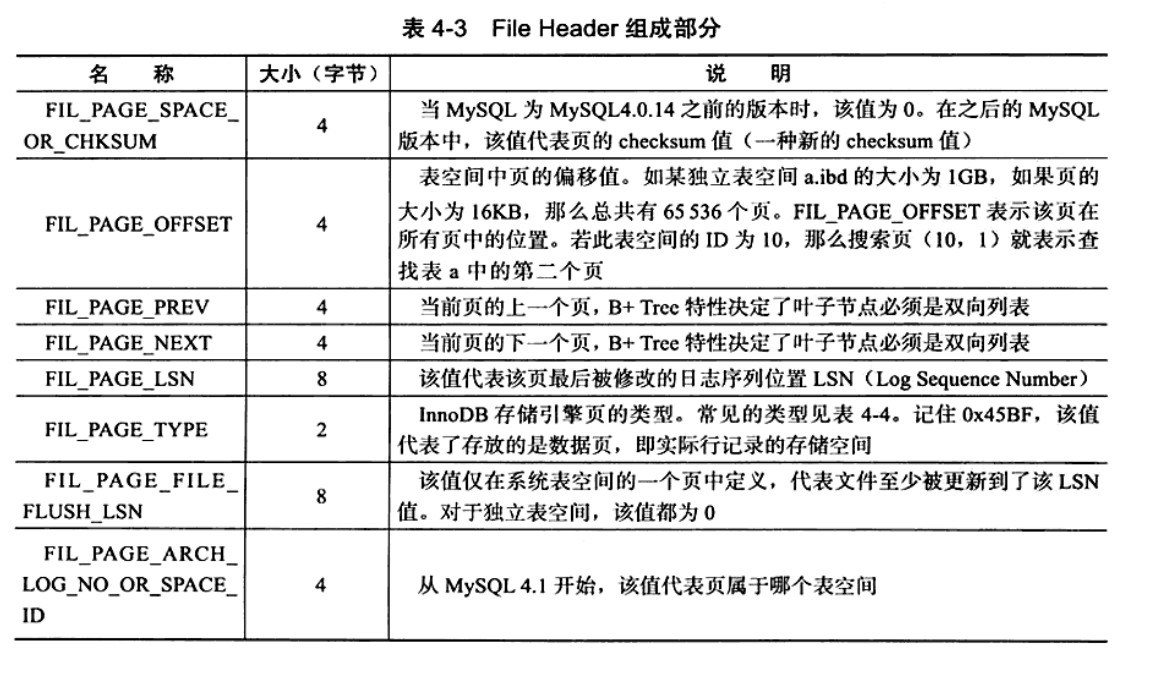 表 4-3 File Header 组成部分
名 称 大小（字节） 说 明
FIL_PAGE_SPACE_
OR_CHKSUM
4
当 MySQL 为 MySQL4.0.14 之前的版本时，该值为 0。在之后的 MySQL
版本中，该值代表页的 checksum 值（一种新的 checksum 值）
FIL_PAGE_OFFSET
4
表空间中页的偏移值。如某独立表空间 a.ibd 的大小为 1GB，如果页的
大小为 16KB，那么总共有 65 536 个页。FIL_PAGE_OFFSET 表示该页在
所有页中的位置。若此表空间的 ID 为 10，那么搜索页（10，1）就表示查
找表 a 中的第二个页
FIL_PAGE_PREV 4 当前页的上一个页，B+ Tree 特性决定了叶子节点必须是双向列表
FIL_PAGE_NEXT 4 当前页的下一个页，B+ Tree 特性决定了叶子节点必须是双向列表
FIL_PAGE_LSN 8 该值代表该页最后被修改的日志序列位置 LSN（Log Sequence Number）
FIL_PAGE_TYPE
2
InnoDB 存储引擎页的类型。常见的类型见表 4-4。记住 0x45BF，该值
代表了存放的是数据页，即实际行记录的存储空间
FIL_PAGE_FILE_
FLUSH_LSN
8
该值仅在系统表空间的一个页中定义，代表文件至少被更新到了该 LSN
值。对于独立表空间，该值都为 0
FIL_PAGE_ARCH_
LOG_NO_OR_SPACE_
ID
4
从 MySQL 4.1 开始，该值代表页属于哪个表空间